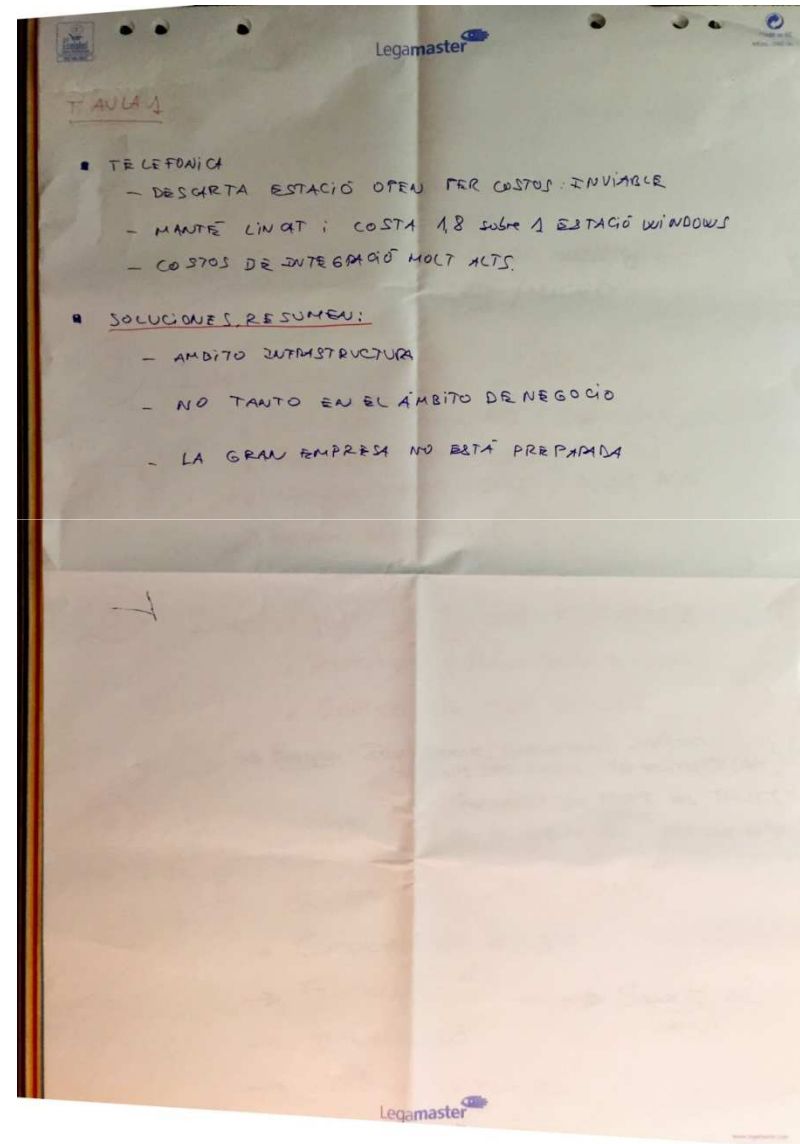 Legamaster
T. AULA 1
TELEFONICA
- DESCARTA ESTACIÓ OPEN PER COSTOS: INVIABLE
- MANTÉ LINCAT i COSTA 1,8 sobre 1 ESTACIÓ WINDOWS
- COSTOS DE INTEGRACIÓ MOLT ALTS.
SOLUCIONES, RESUMEN:
- AMBITO INFRASTRUCTURA
- NO TANTO EN EL ÁMBITO DE NEGOCIO
- LA GRAN EMPRESA NO ESTÁ PREPARADA
Legamaster